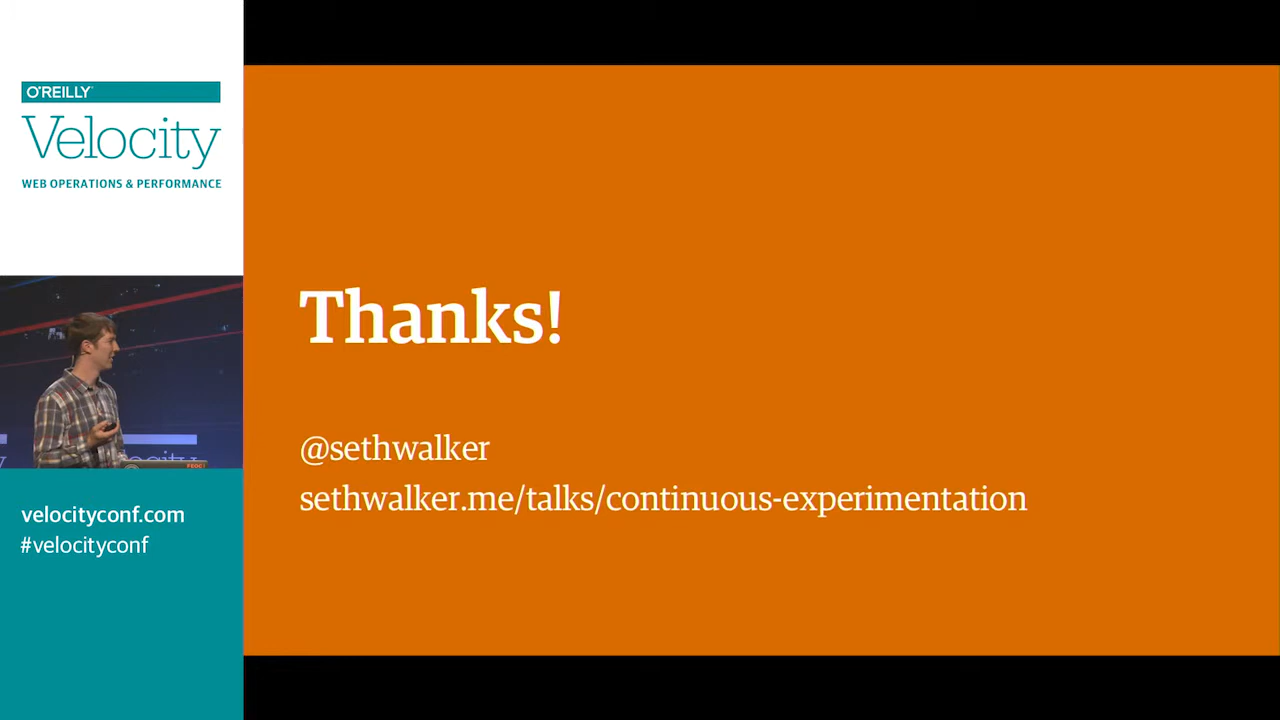 O'REILLY
Velocity
WEB OPERATIONS & PERFORMANCE
velocityconf.com
#velocityconf
Thanks!
@sethwalker
sethwalker.me/talks/continuous-experimentation